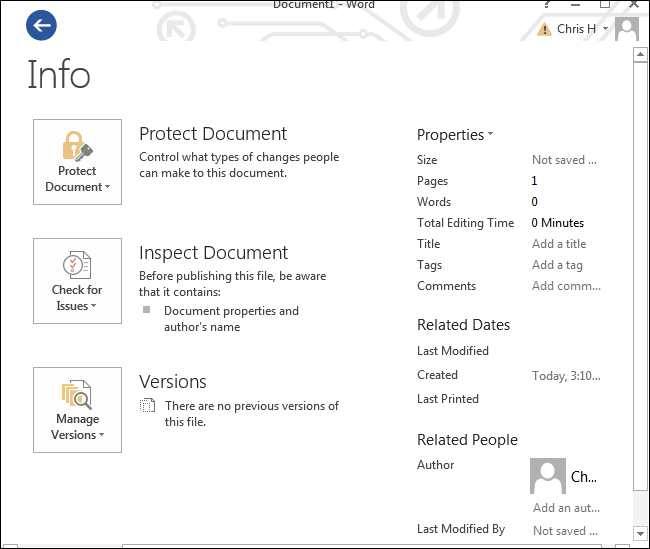 Document1 - Word
?
Chris H
Info
Protect Document
Protect Document
Control what types of changes people
can make to this document.
Check for Issues
Inspect Document
Before publishing this file, be aware
that it contains:
Document properties and
author's name
Manage Versions
Versions
There are no previous versions of
this file.
Properties
Size Not saved ...
Pages 1
Words 0
Total Editing Time 0 Minutes
Title Add a title
Tags Add a tag
Comments Add comm...
Related Dates
Last Modified
Created Today, 3:10...
Last Printed
Related People
Author Ch...
Add an aut...
Last Modified By Not saved ...